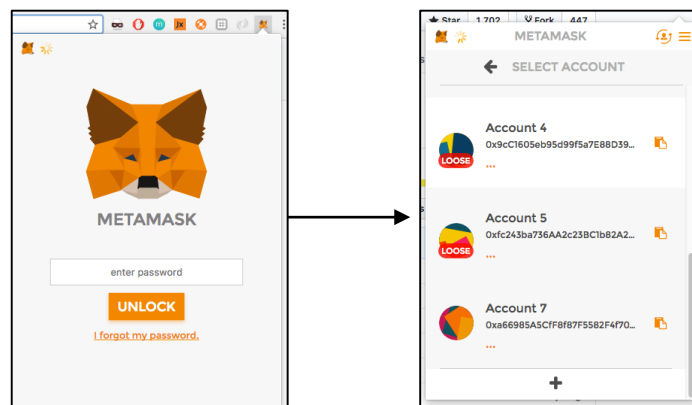 METAMASK
enter password
UNLOCK
I forgot my password.
Star 1,702 Fork 447
METAMASK
SELECT ACCOUNT
Account 4
0x9cC1605eb95d99f5a7E88D39...
LOOSE
...
Account 5
0xfc243ba736AA2c23BC1b82A2...
LOOSE
...
Account 7
0xa66985A5CfF8f87F5582F4f70...
...